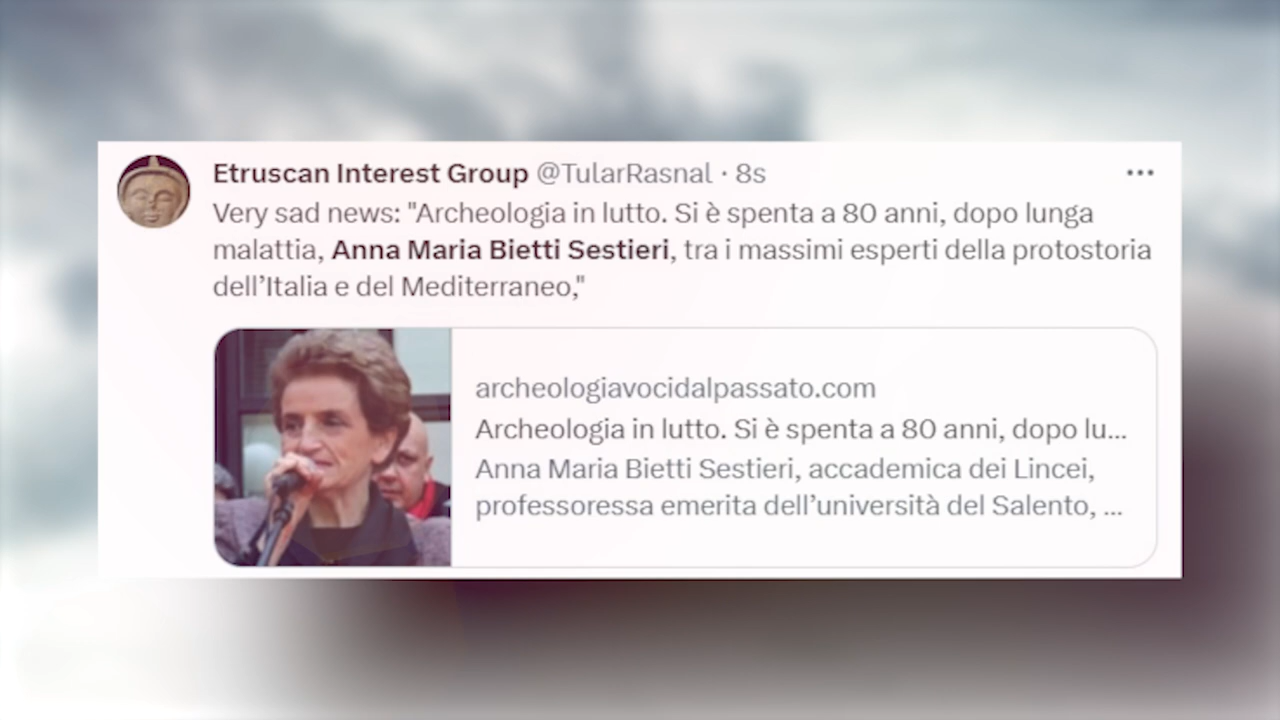 Etruscan Interest Group @TularRasnal · 8s
Very sad news: "Archeologia in lutto. Si è spenta a 80 anni, dopo lunga
malattia, Anna Maria Bietti Sestieri, tra i massimi esperti della protostoria
dell’Italia e del Mediterraneo,"
archeologiavocidalpassato.com
Archeologia in lutto. Si è spenta a 80 anni, dopo lu...
Anna Maria Bietti Sestieri, accademica dei Lincei,
professoressa emerita dell’università del Salento, ...